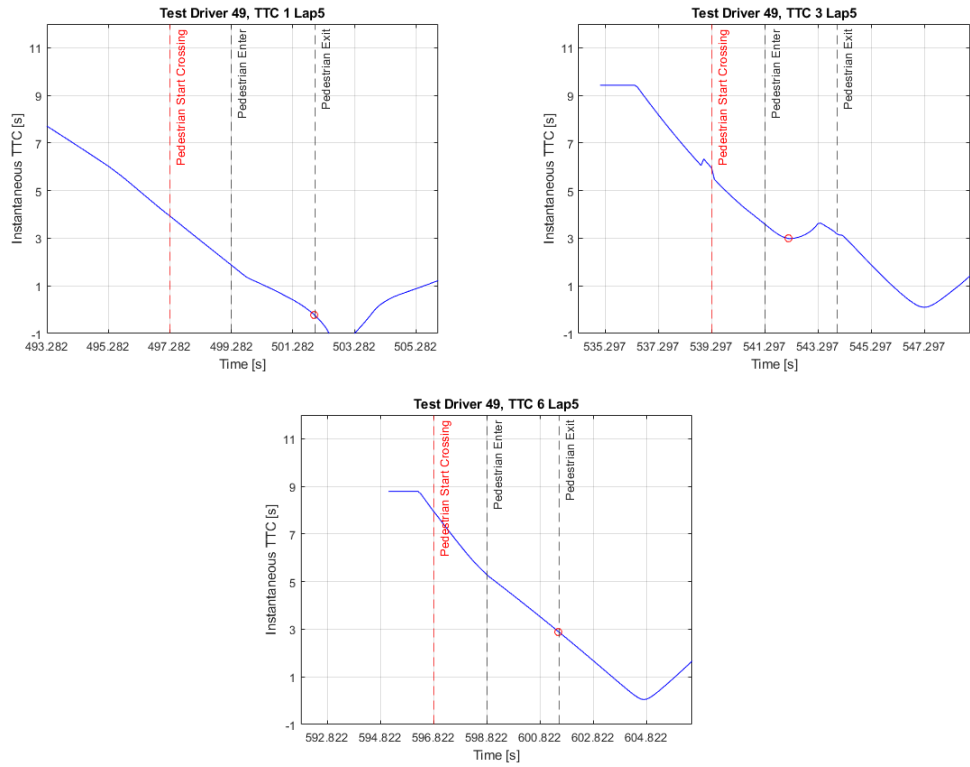 Test Driver 49, TTC 1 Lap5
Instantaneous TTC [s]
11
9
7
5
3
1
-1
Pedestrian Start Crossing
Pedestrian Enter
Pedestrian Exit
493.282 495.282 497.282 499.282 501.282 503.282 505.282
Time [s]
Test Driver 49, TTC 3 Lap5
Instantaneous TTC [s]
11
9
7
5
3
1
-1
Pedestrian Start Crossing
Pedestrian Enter
Pedestrian Exit
535.297 537.297 539.297 541.297 543.297 545.297 547.297
Time [s]
Test Driver 49, TTC 6 Lap5
Instantaneous TTC [s]
11
9
7
5
3
1
-1
Pedestrian Start Crossing
Pedestrian Enter
Pedestrian Exit
592.822 594.822 596.822 598.822 600.822 602.822 604.822
Time [s]